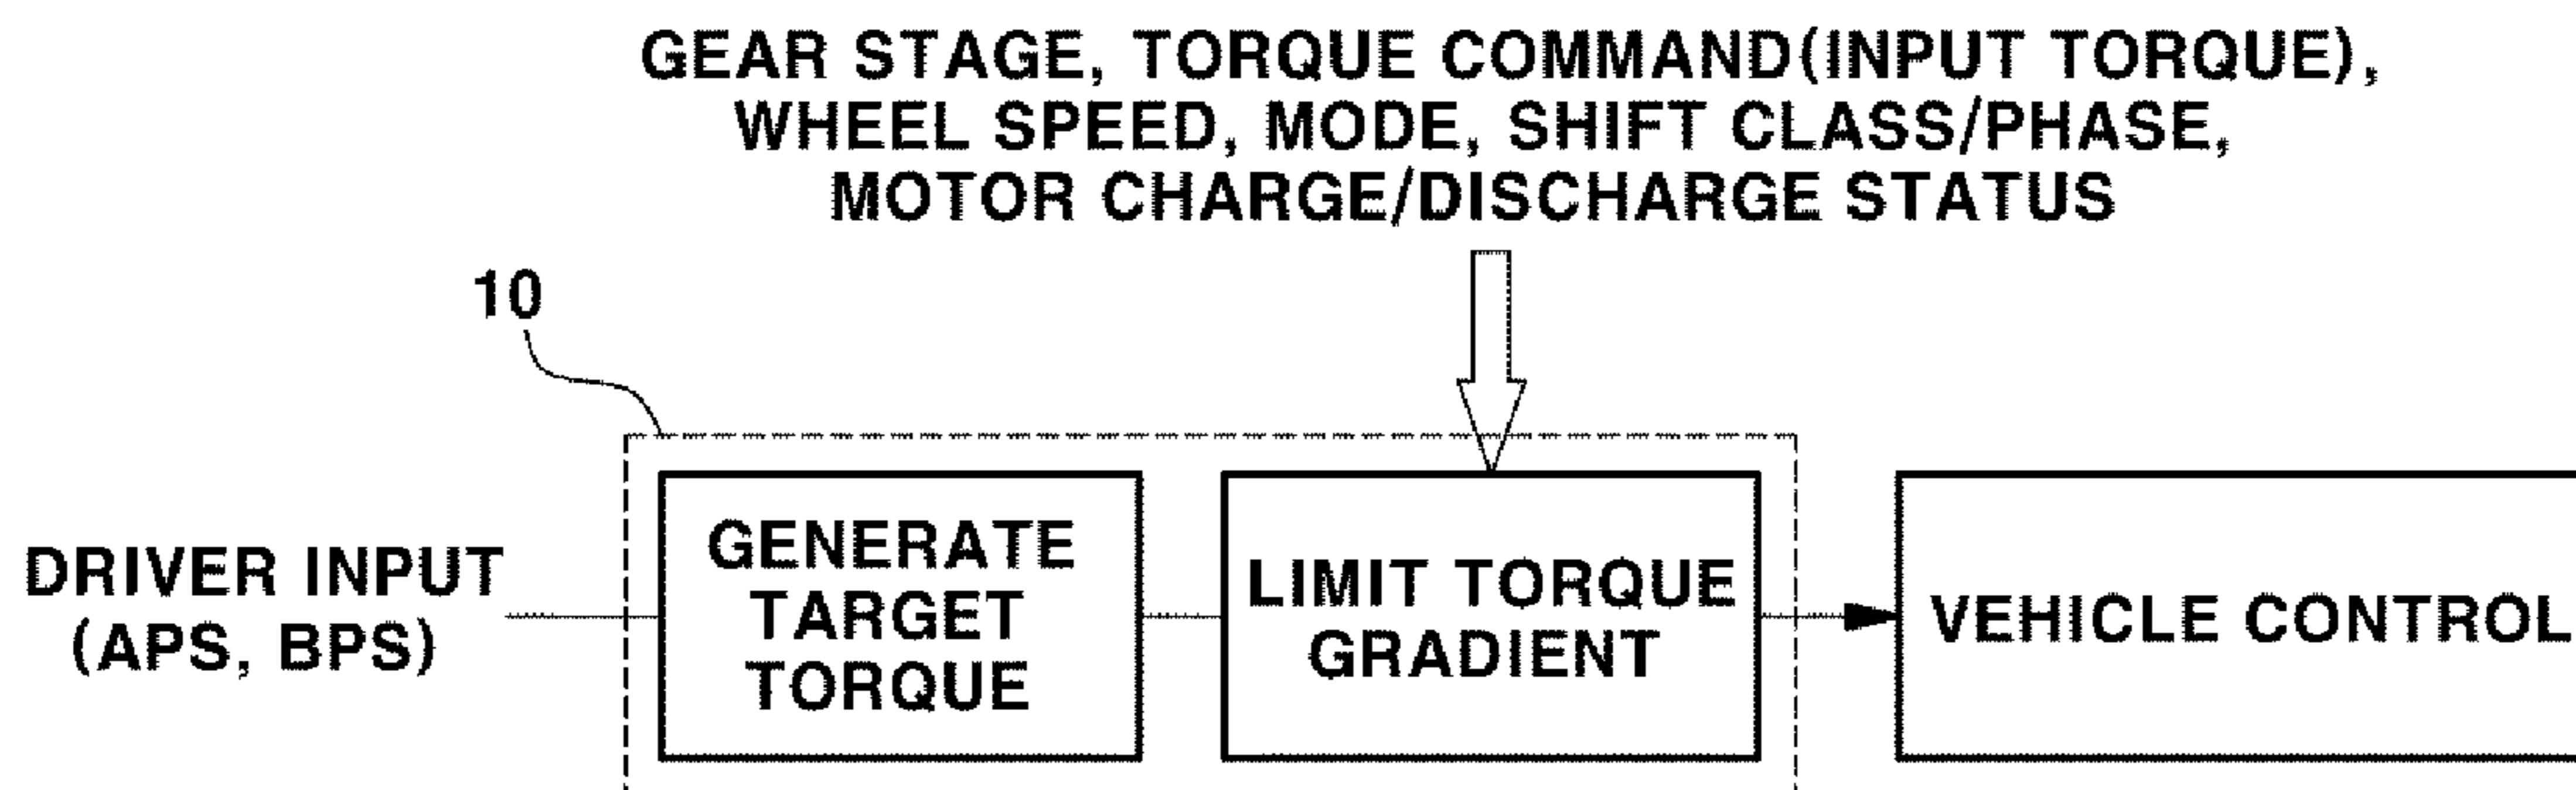 GEAR STAGE, TORQUE COMMAND(INPUT TORQUE),
WHEEL SPEED, MODE, SHIFT CLASS/PHASE,
MOTOR CHARGE/DISCHARGE STATUS
10
DRIVER INPUT
(APS, BPS)
GENERATE
TARGET
TORQUE
LIMIT TORQUE
GRADIENT
VEHICLE CONTROL